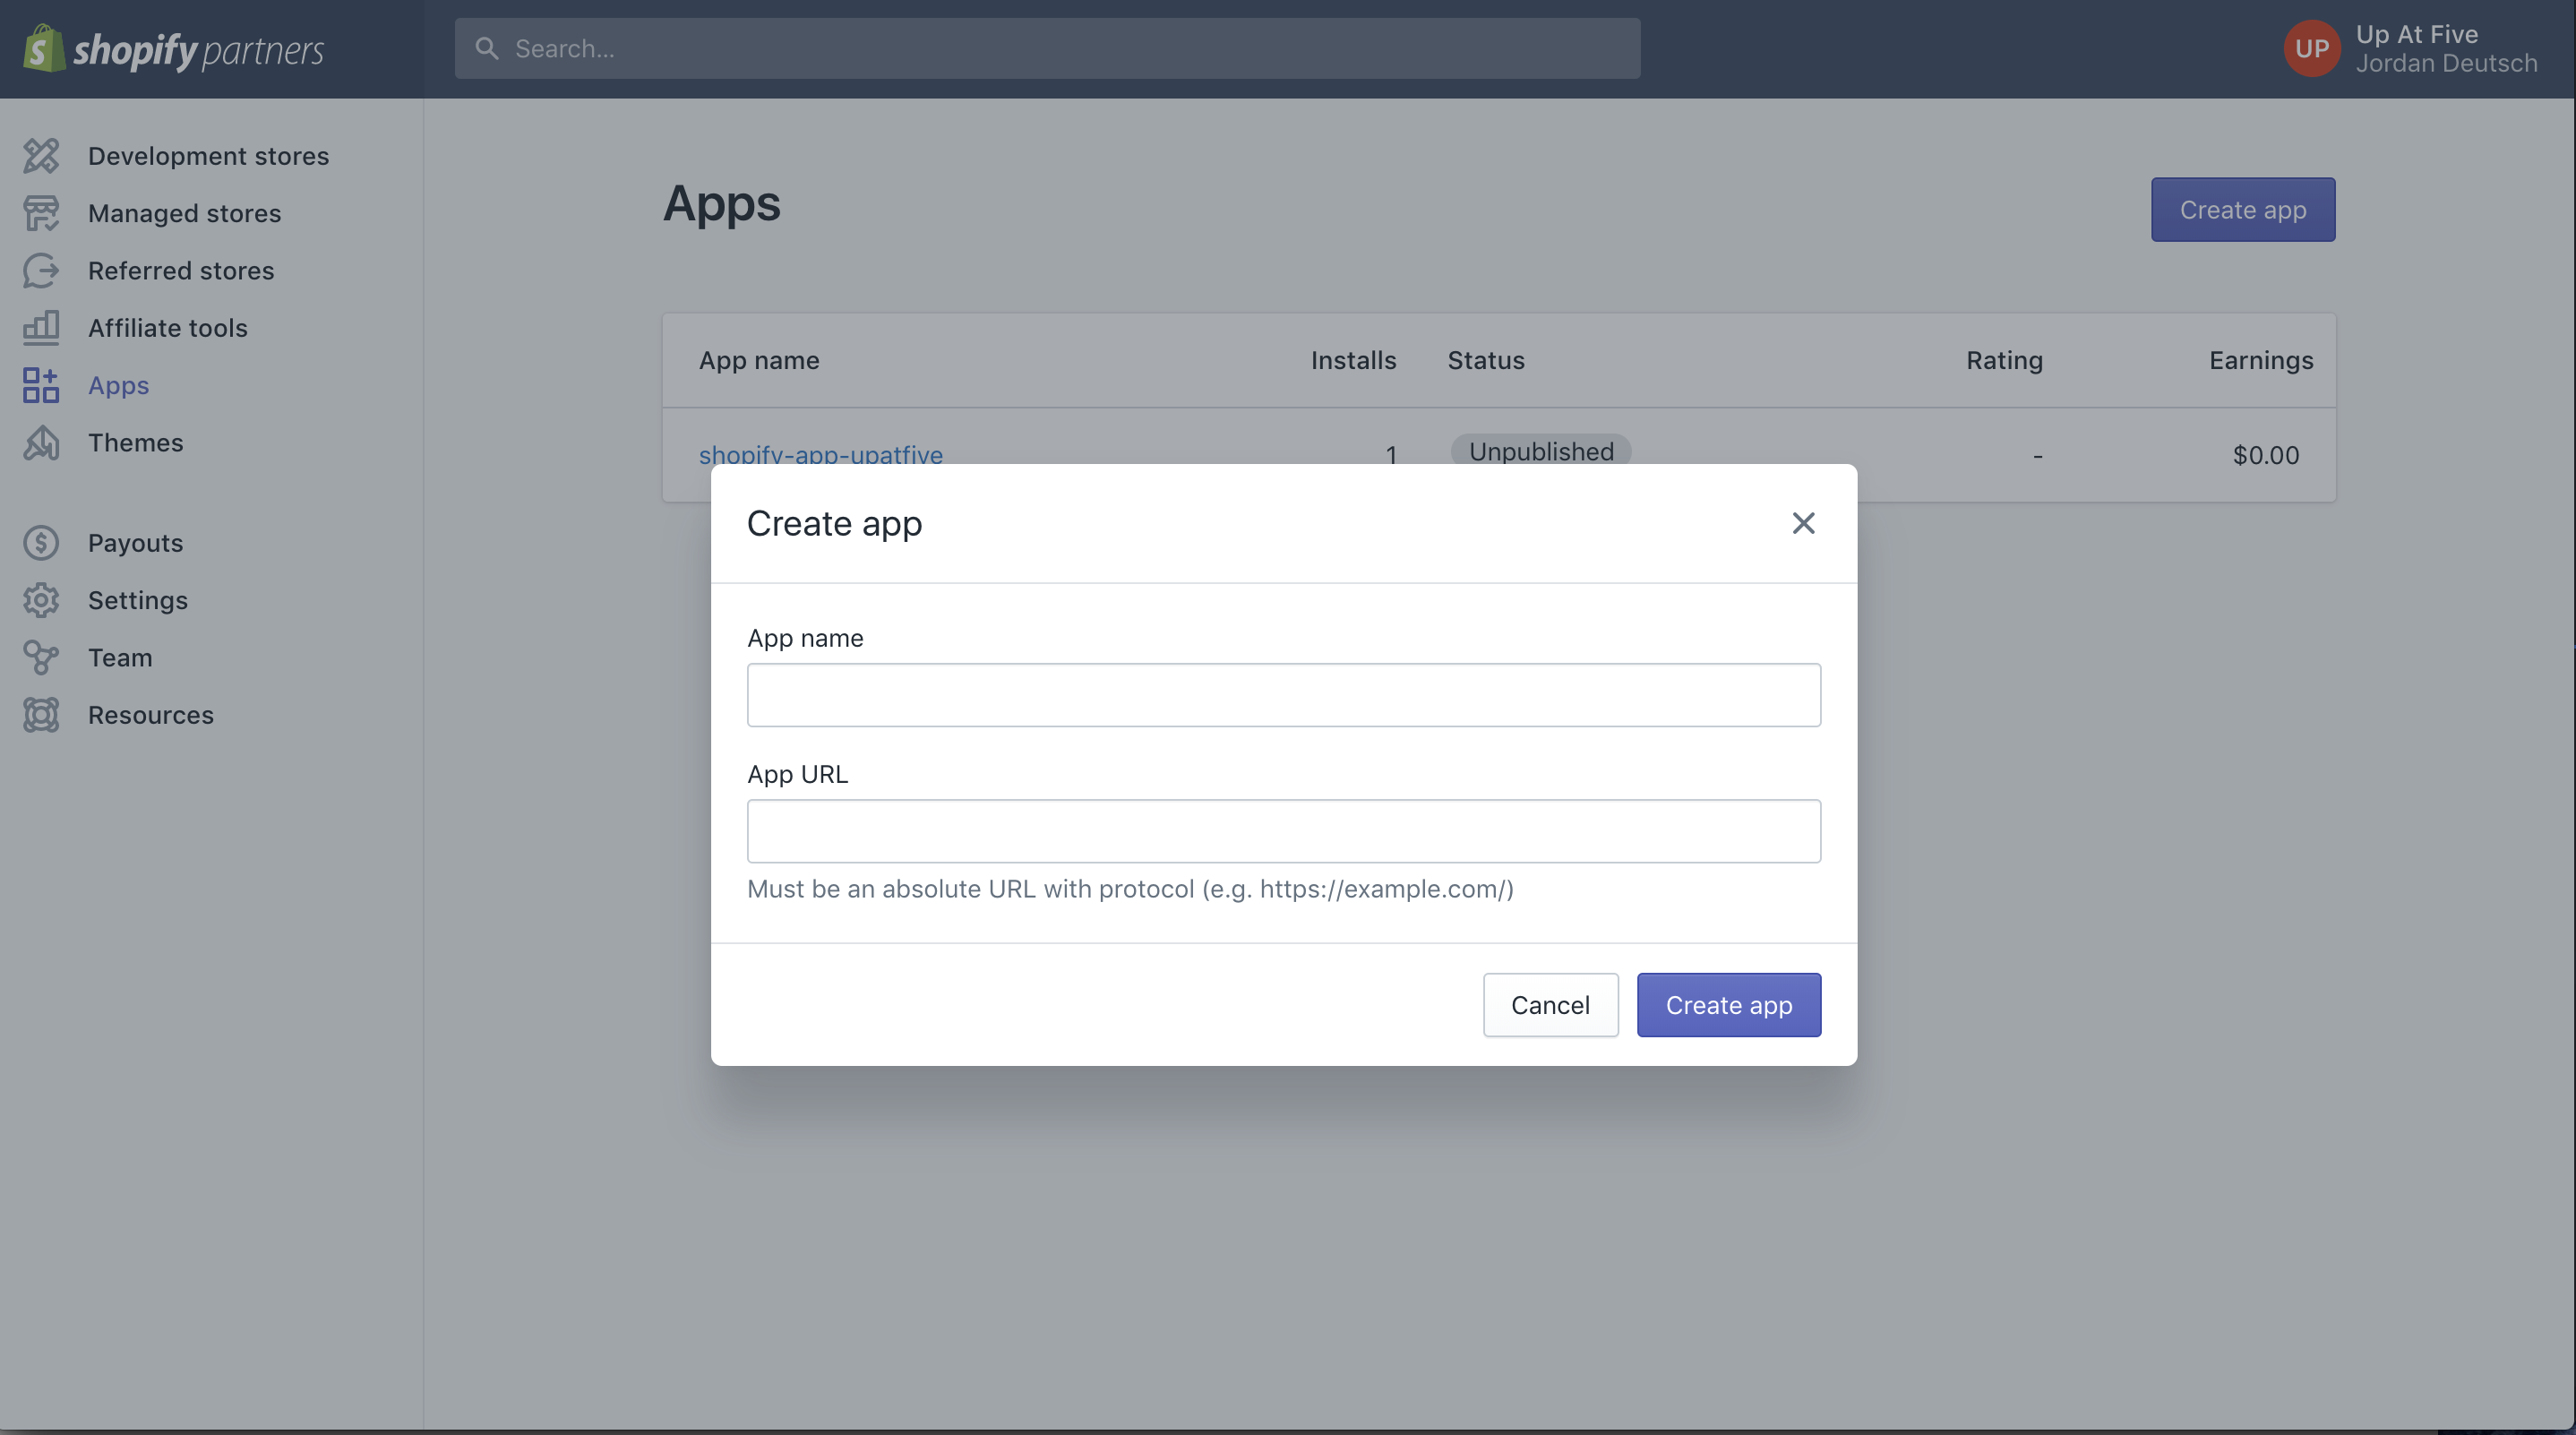 shopify partners
Search...
UP
Up At Five
Jordan Deutsch
Development stores
Managed stores
Referred stores
Affiliate tools
Apps
Themes
Payouts
Settings
Team
Resources
Apps
Create app
App name Installs Status Rating Earnings
shopify-app-upatfive 1 Unpublished - $0.00
Create app
App name
App URL
Must be an absolute URL with protocol (e.g. https://example.com/)
Cancel Create app